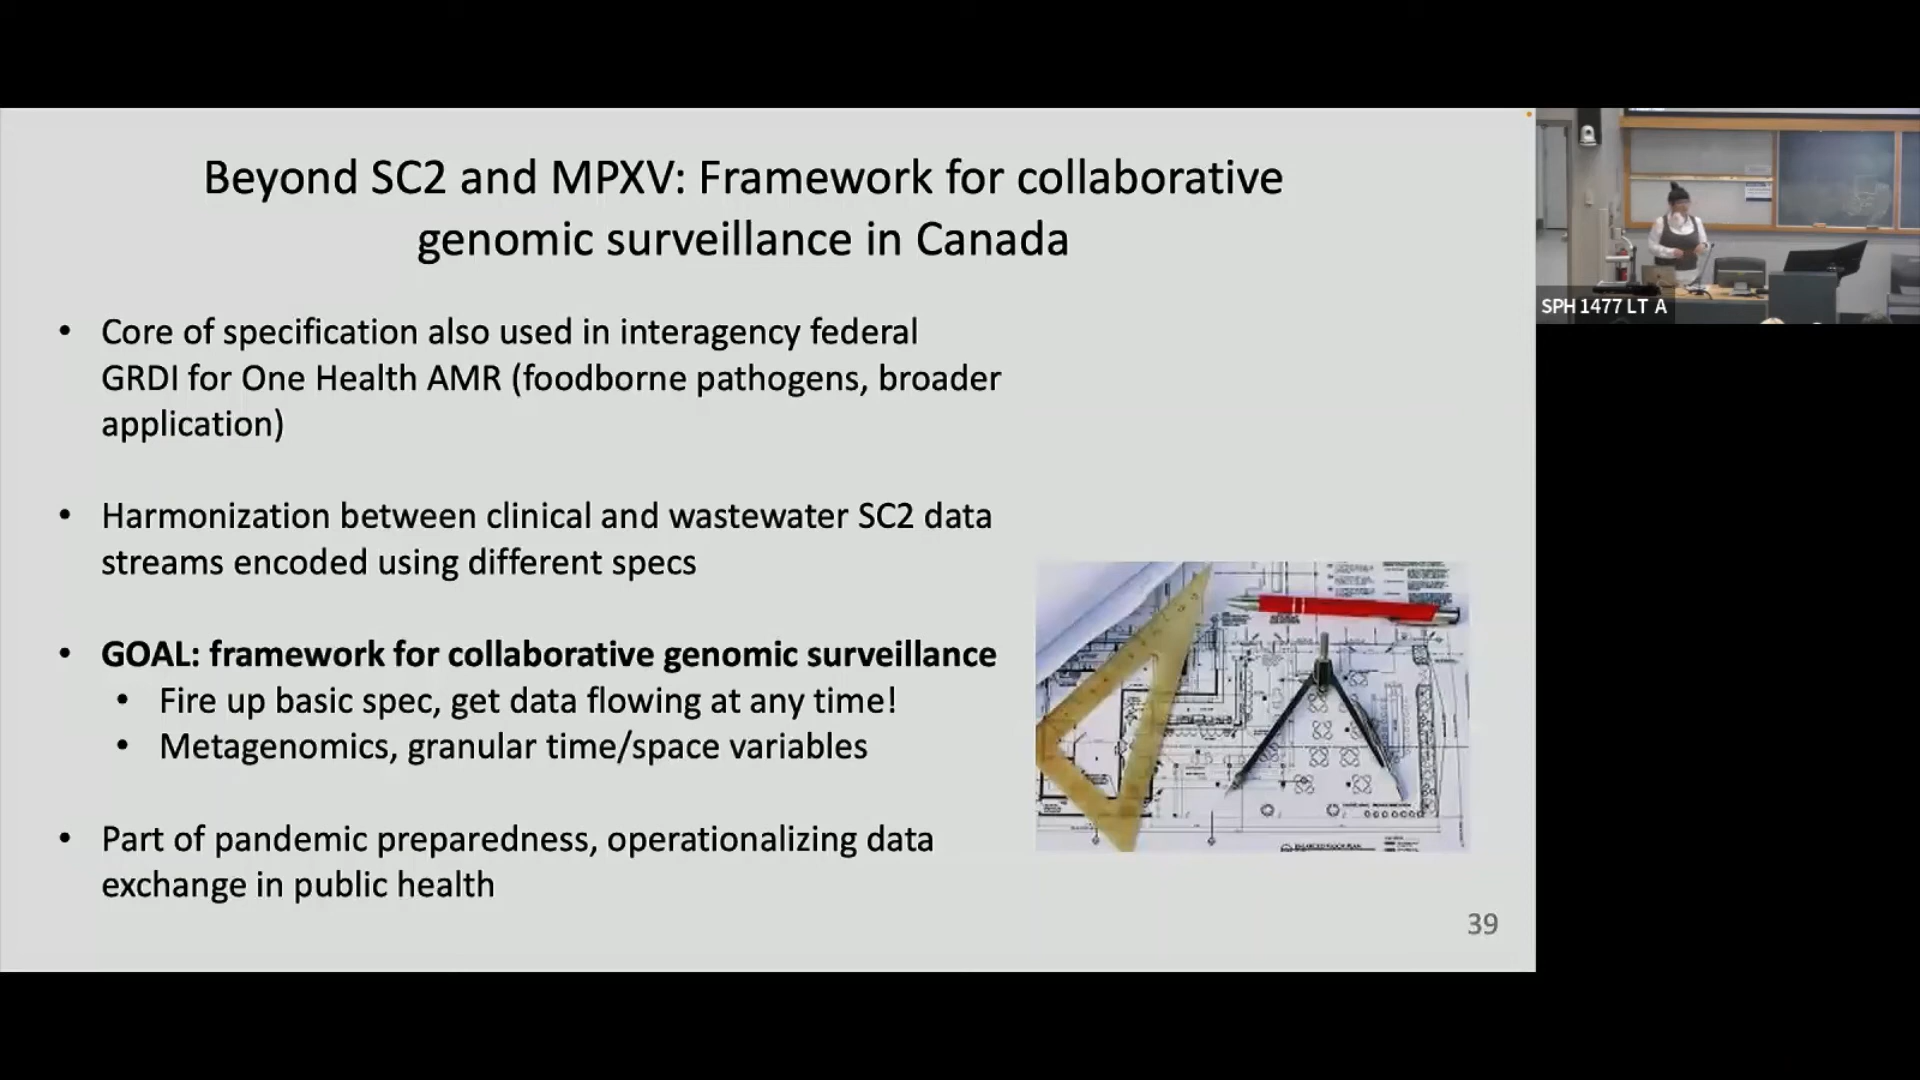 Beyond SC2 and MPXV: Framework for collaborative
genomic surveillance in Canada
• Core of specification also used in interagency federal
GRDI for One Health AMR (foodborne pathogens, broader
application)
• Harmonization between clinical and wastewater SC2 data
streams encoded using different specs
• GOAL: framework for collaborative genomic surveillance
• Fire up basic spec, get data flowing at any time!
• Metagenomics, granular time/space variables
• Part of pandemic preparedness, operationalizing data
exchange in public health
39
SPH 1477 LT A